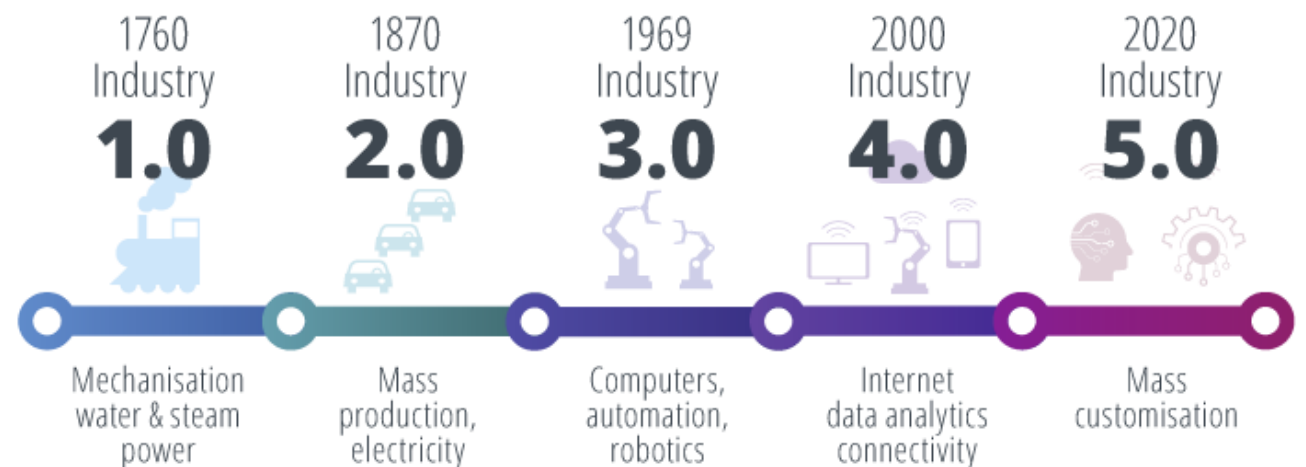 1760
Industry
1.0
Mechanisation
water & steam
power
1870
Industry
2.0
Mass
production,
electricity
1969
Industry
3.0
Computers,
automation,
robotics
2000
Industry
4.0
Internet
data analytics
connectivity
2020
Industry
5.0
Mass
customisation